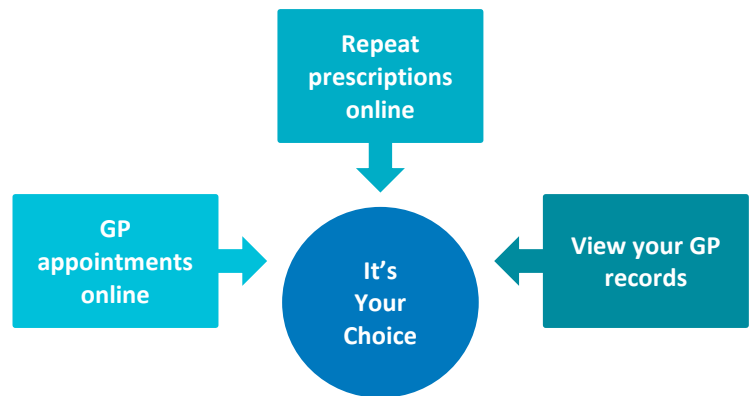 Repeat
prescriptions
online
GP
appointments
online
It’s
Your
Choice
View your GP
records